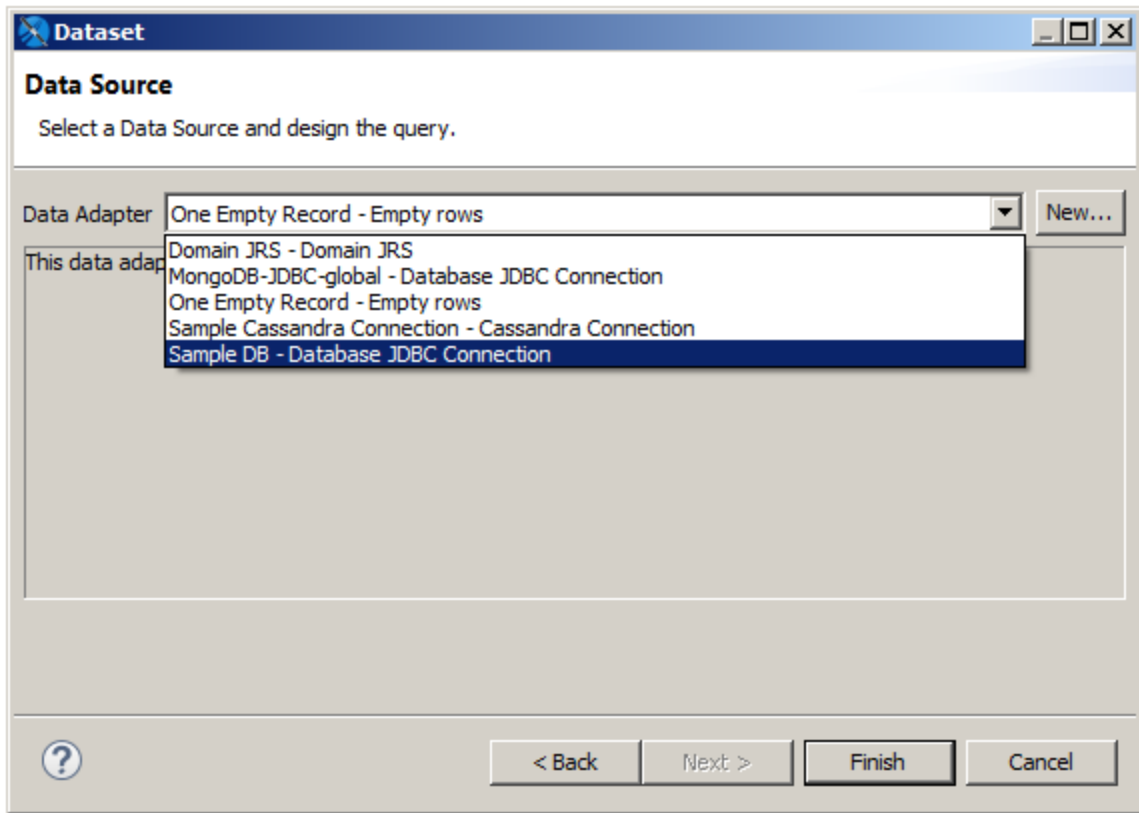 Dataset
Data Source
Select a Data Source and design the query.
Data Adapter One Empty Record - Empty rows New...
Domain JRS - Domain JRS
This data adap
MongoDB-JDBC-global - Database JDBC Connection
One Empty Record - Empty rows
Sample Cassandra Connection - Cassandra Connection
Sample DB - Database JDBC Connection
? < Back Next > Finish Cancel